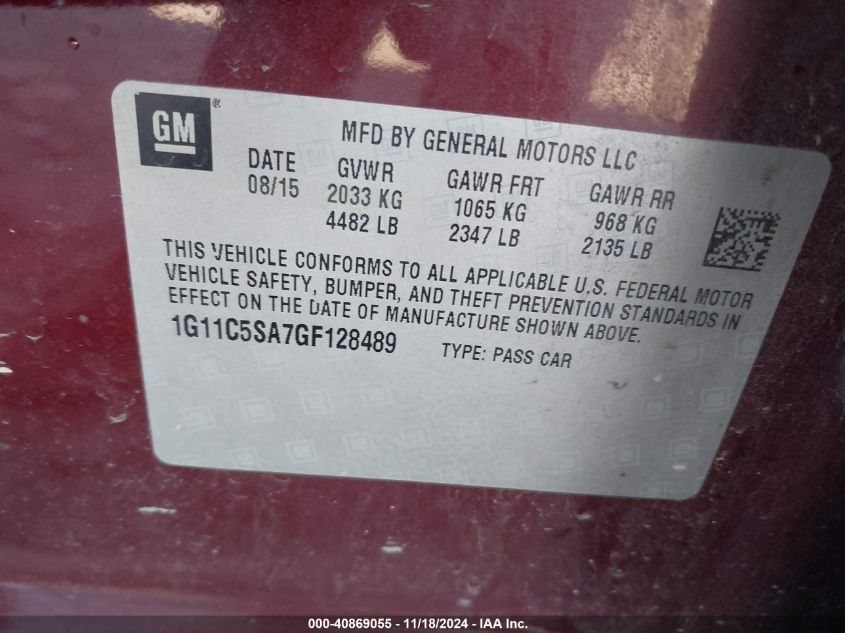 GM ®
MFD BY GENERAL MOTORS LLC
DATE GVWR GAWR FRT GAWR RR
08/15 2033 KG 1065 KG 968 KG
4482 LB 2347 LB 2135 LB
THIS VEHICLE CONFORMS TO ALL APPLICABLE U.S. FEDERAL MOTOR
VEHICLE SAFETY, BUMPER, AND THEFT PREVENTION STANDARDS IN
EFFECT ON THE DATE OF MANUFACTURE SHOWN ABOVE.
1G11C5SA7GF128489 TYPE: PASS CAR
000-40869055 - 11/18/2024 - IAA Inc.